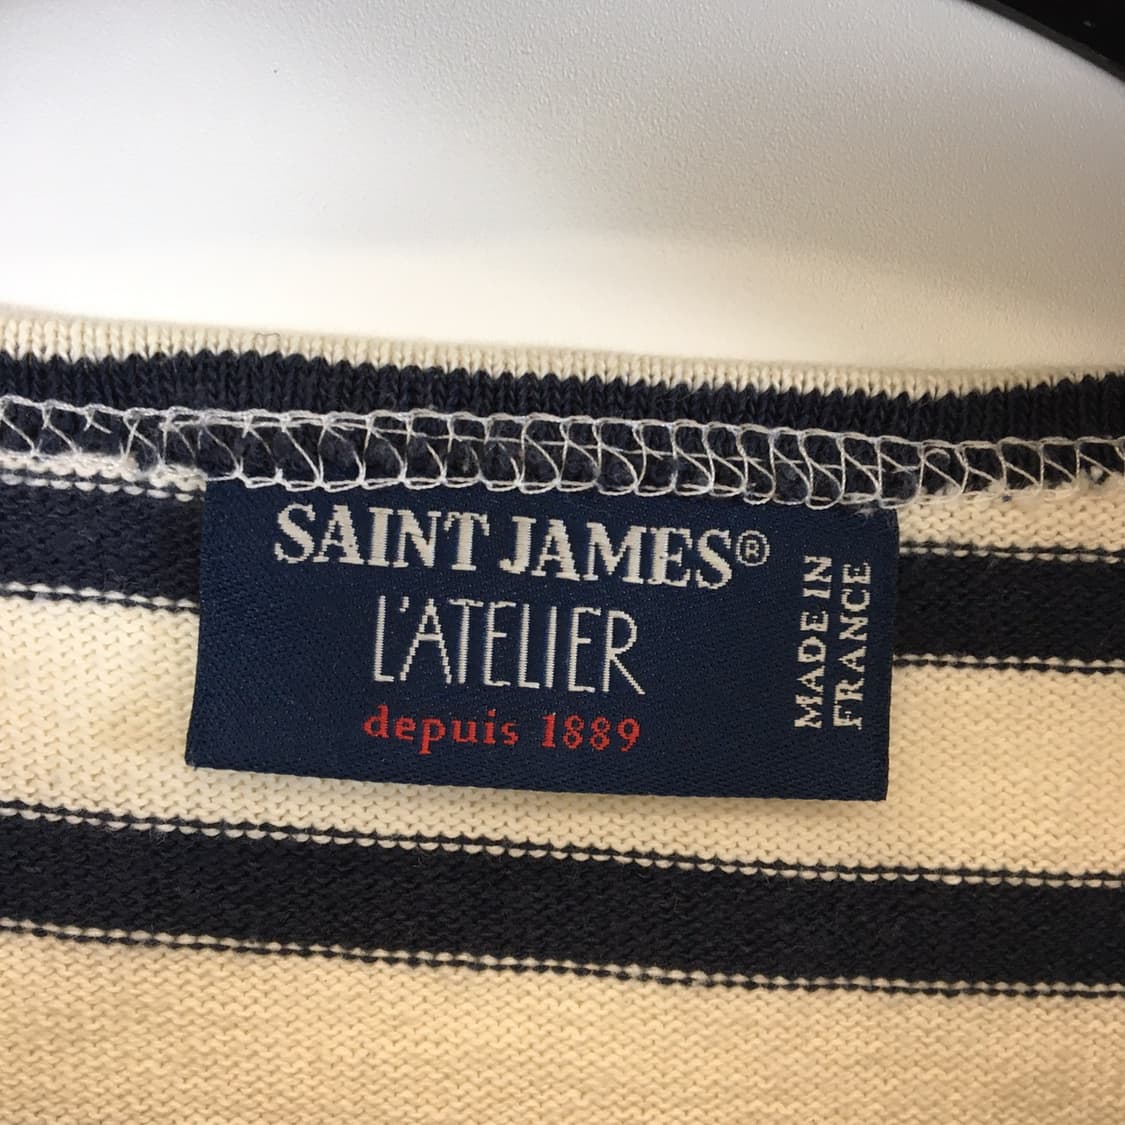 SAINT JAMES®
L'ATELIER
depuis 1889
MADE IN
FRANCE